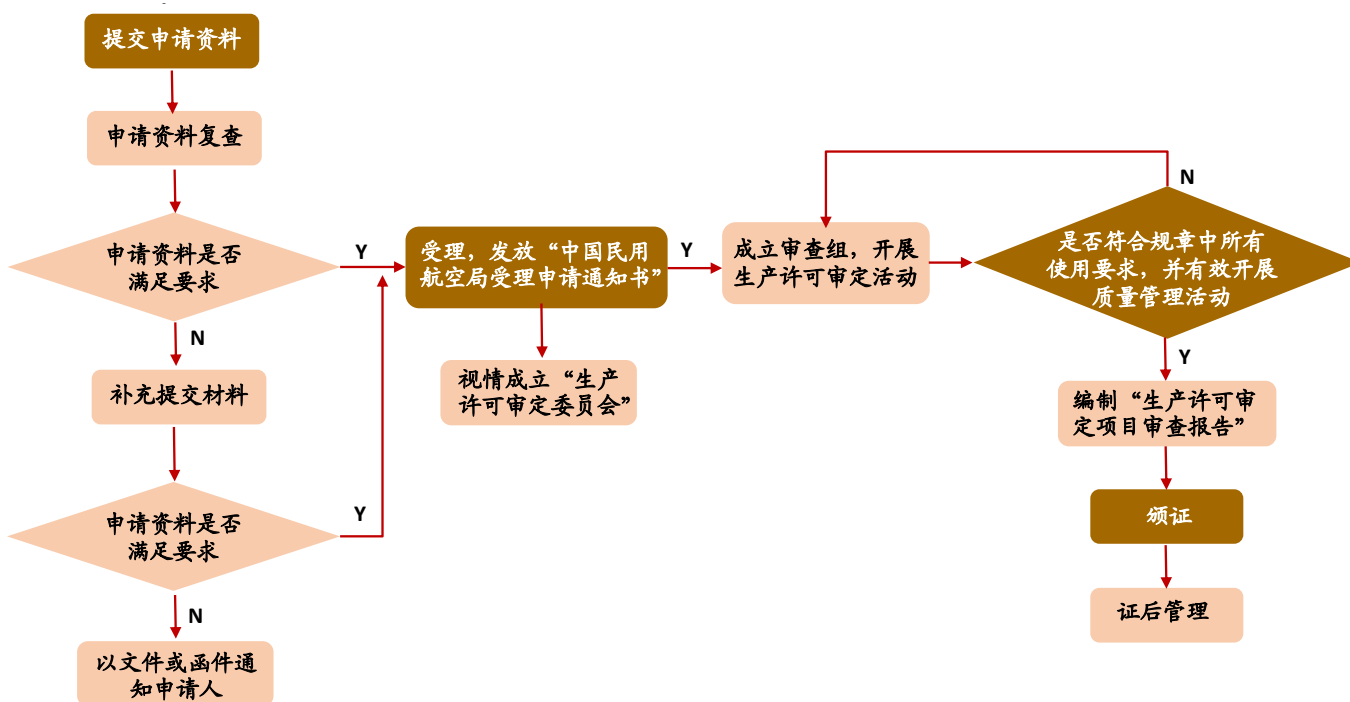 提交申请资料
申请资料复查
申请资料是否
满足要求
Y
N
补充提交材料
申请资料是否
满足要求
Y
N
以文件或函件通
知申请人
受理，发放“中国民用
航空局受理申请通知书”
Y
视情成立“生产
许可审定委员会”
成立审查组，开展
生产许可审定活动
N
是否符合规章中所有
使用要求，并有效开展
质量管理活动
Y
编制“生产许可审
定项目审查报告”
颁证
证后管理